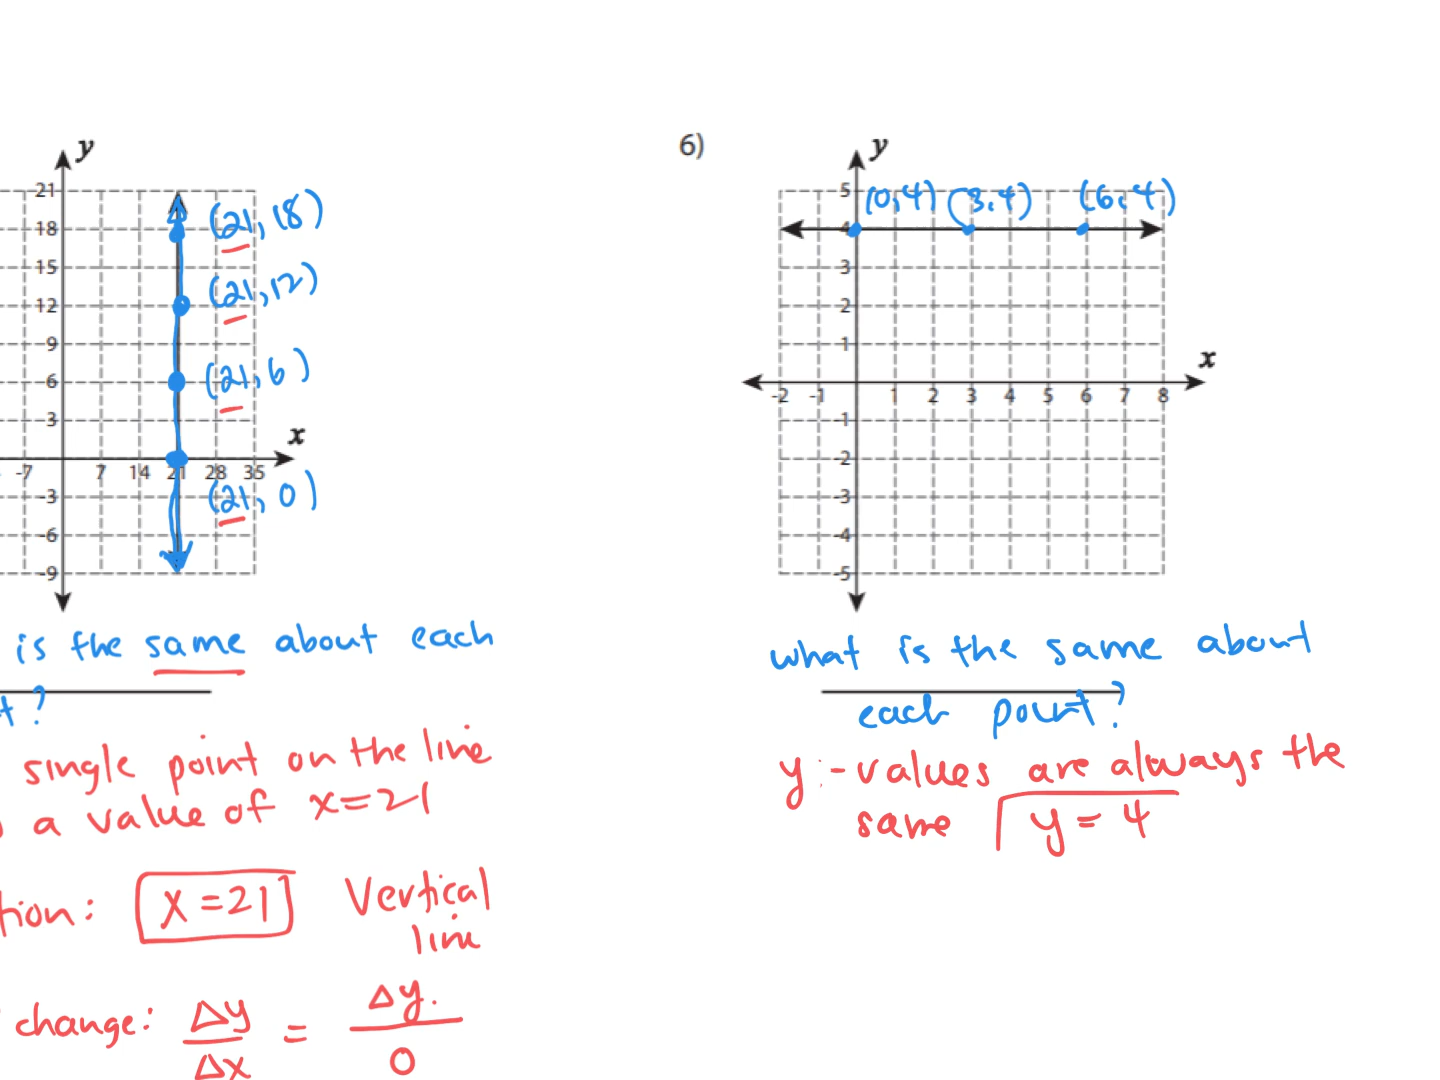 y
21
18
15
12
9
6
3
-3
-6
-9
-7
7
14
21
28
35
x
(21,18)
(21,12)
(21,6)
(21, 0)
is the same about each
t?
single point on the line
a value of x=21
tion: x=21 Vertical
line
change: Δy = Δy.
Δx 0
6)
y
5
4
3
2
1
-1
-2
-3
-4
-5
-2 -1 1 2 3 4 5 6 7 8
x
(0,4) (3,4) (6,4)
what is the same about
each point?
y-values are always the
same y=4